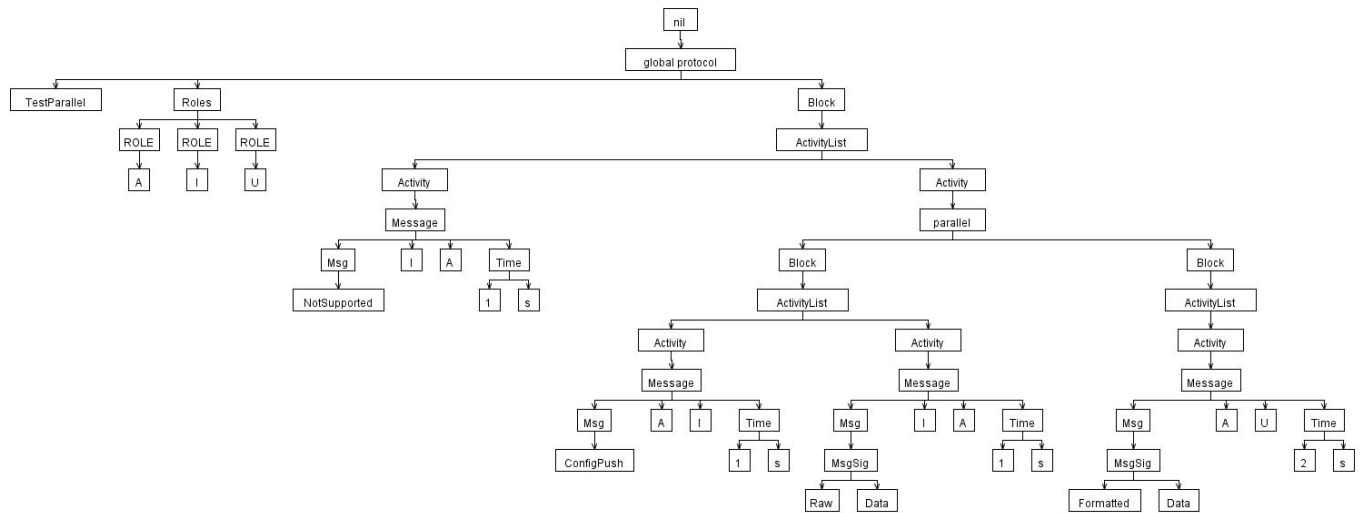 nil
global protocol
TestParallel Roles Block
ROLE ROLE ROLE ActivityList
A I U Activity Activity
Message parallel
Msg I A Time Block Block
NotSupported 1 s ActivityList ActivityList
Activity Activity Activity
Message Message Message
Msg A I Time Msg I A Time Msg A U Time
ConfigPush 1 s MsgSig 1 s MsgSig 2 s
Raw Data Formatted Data